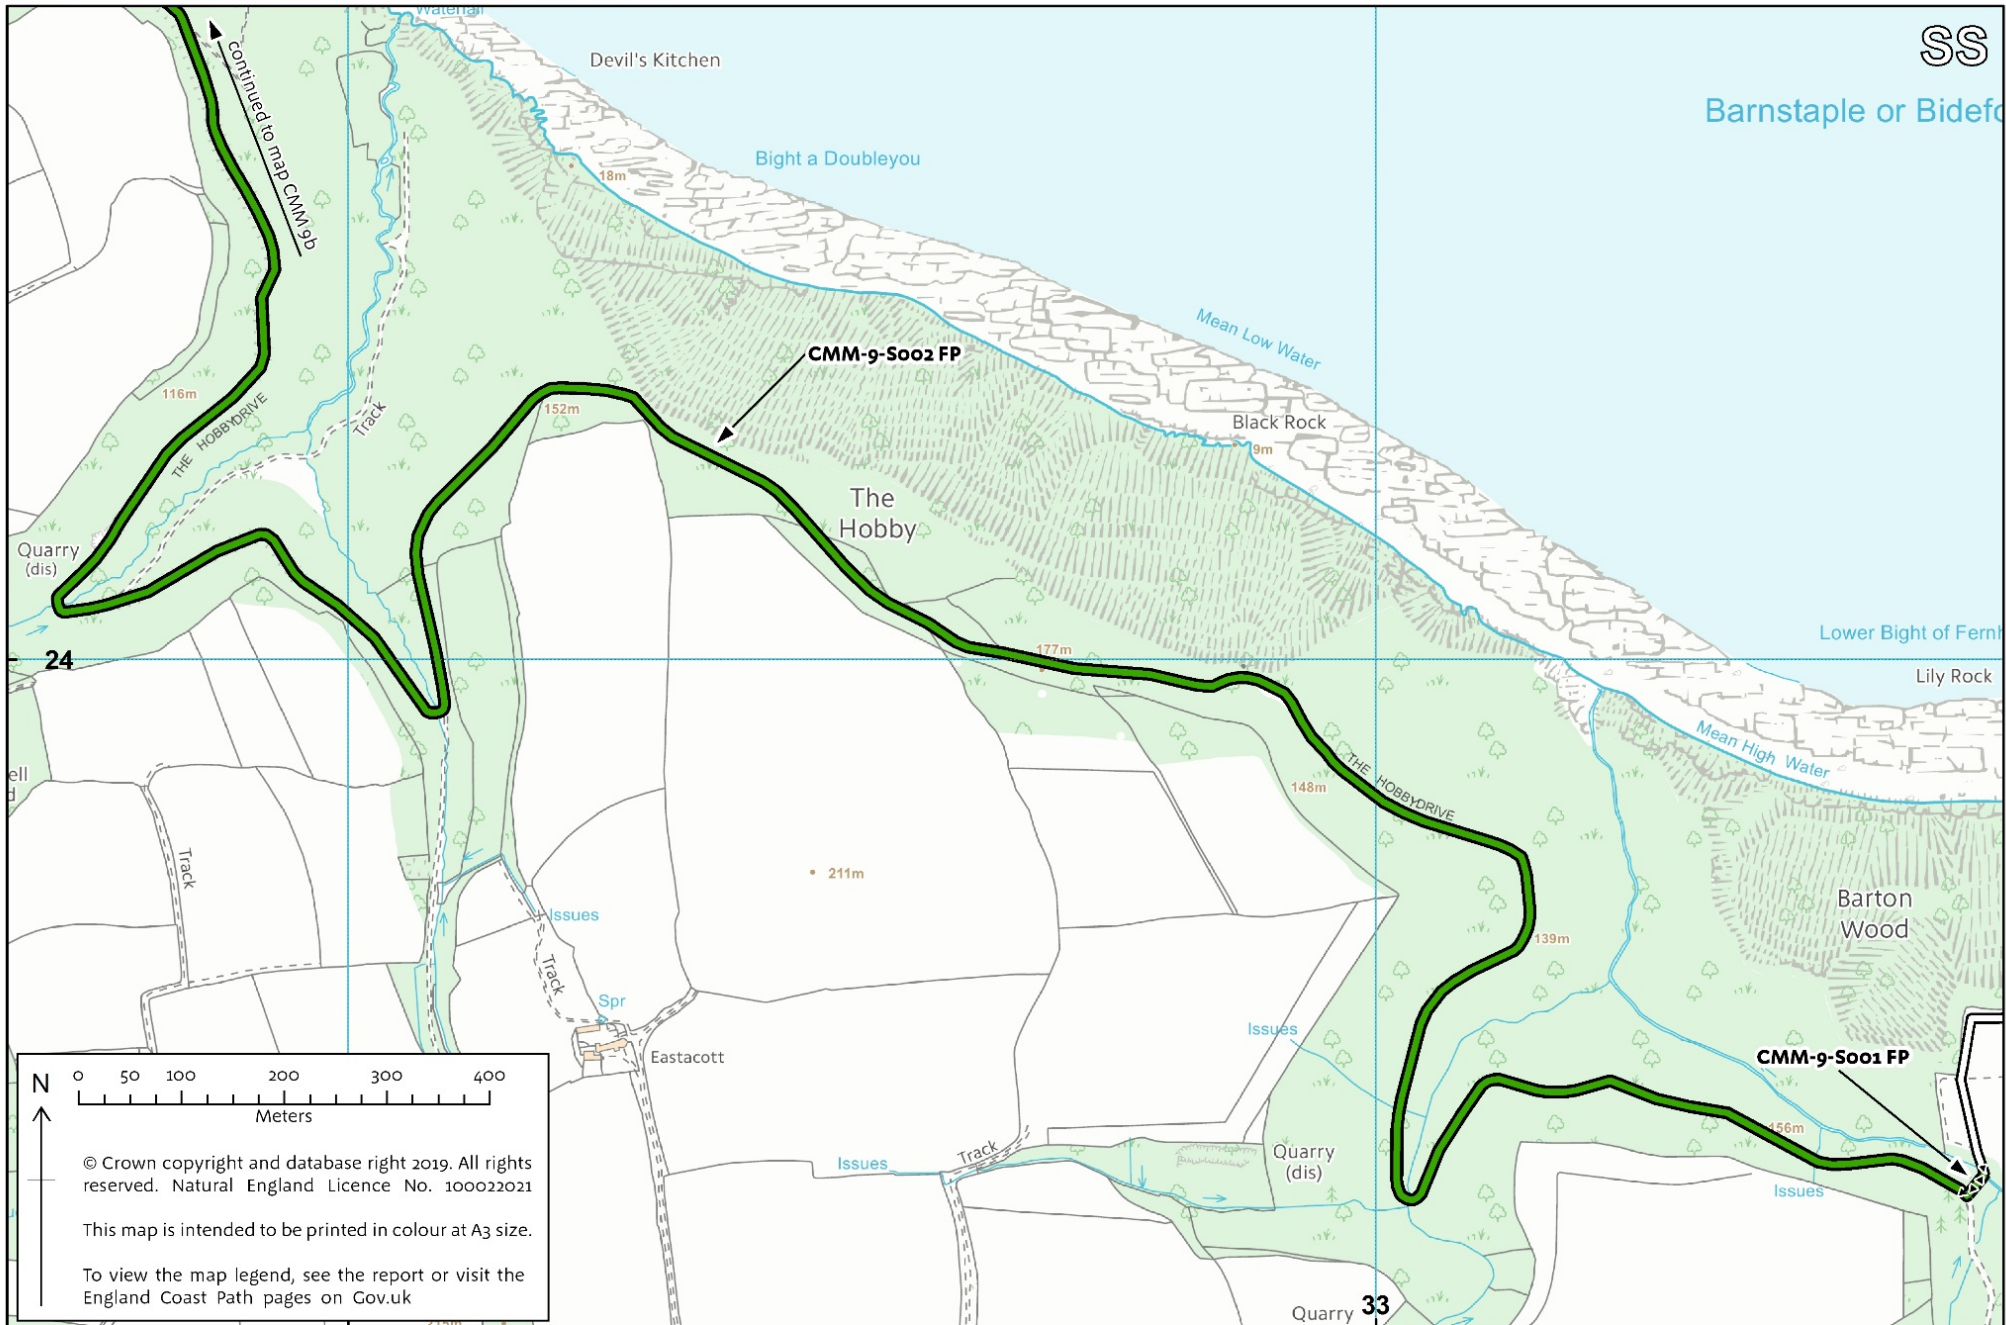 Waterfall
SS
Devil's Kitchen
continued to map CMM 9b
Barnstaple or Bidefo
Bight a Doubleyou
18m
Mean Low Water
CMM-9-S002 FP
116m
THE HOBBY DRIVE
Track
152m
Black Rock
9m
The
Hobby
Quarry
(dis)
24
177m
Lower Bight of Fernh
Lily Rock
Mean High Water
ell
d
THE HOBBY DRIVE
148m
Track
211m
Issues
Barton
Wood
139m
Track
Spr
Issues
Eastacott
CMM-9-S001 FP
N
0 50 100 200 300 400
Meters
156m
Track
Quarry
(dis)
Issues
Issues
© Crown copyright and database right 2019. All rights
reserved. Natural England Licence No. 100022021
This map is intended to be printed in colour at A3 size.
To view the map legend, see the report or visit the
England Coast Path pages on Gov.uk
Quarry
33